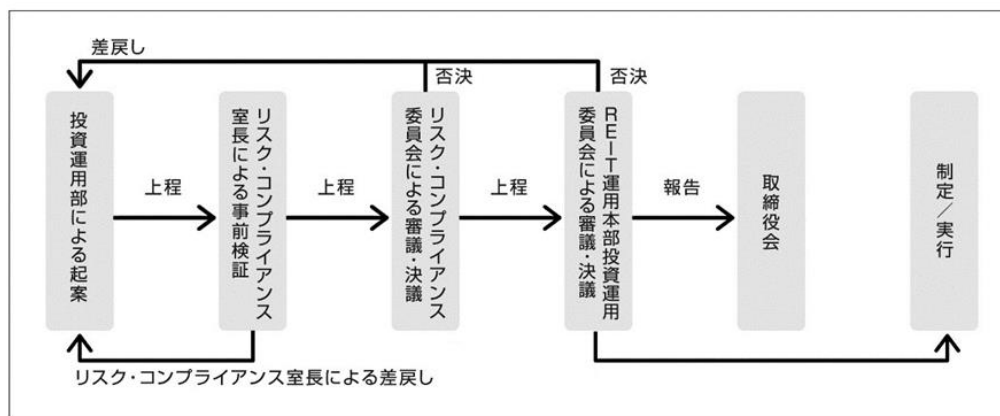 差戻し
否決
否決
投資運用部による起案
上程
リスク・コンプライアンス
室長による事前検証
上程
リスク・コンプライアンス
委員会による審議・決議
上程
REIT運用本部投資運用
委員会による審議・決議
報告
取締役会
制定／実行
リスク・コンプライアンス室長による差戻し